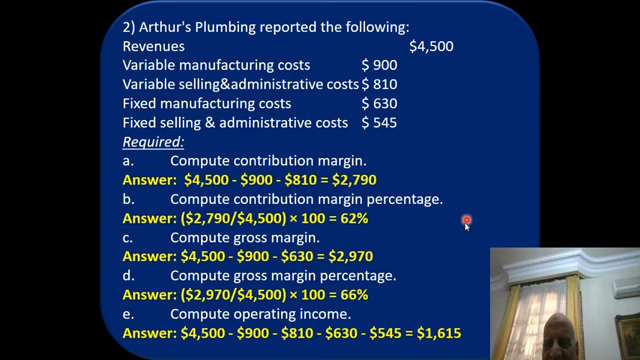 2) Arthur's Plumbing reported the following:
Revenues $4,500
Variable manufacturing costs $ 900
Variable selling&administrative costs $ 810
Fixed manufacturing costs $ 630
Fixed selling & administrative costs $ 545
Required:
a. Compute contribution margin.
Answer: $4,500 - $900 - $810 = $2,790
b. Compute contribution margin percentage.
Answer: ($2,790/$4,500) × 100 = 62%
c. Compute gross margin.
Answer: $4,500 - $900 - $630 = $2,970
d. Compute gross margin percentage.
Answer: ($2,970/$4,500) × 100 = 66%
e. Compute operating income.
Answer: $4,500 - $900 - $810 - $630 - $545 = $1,615